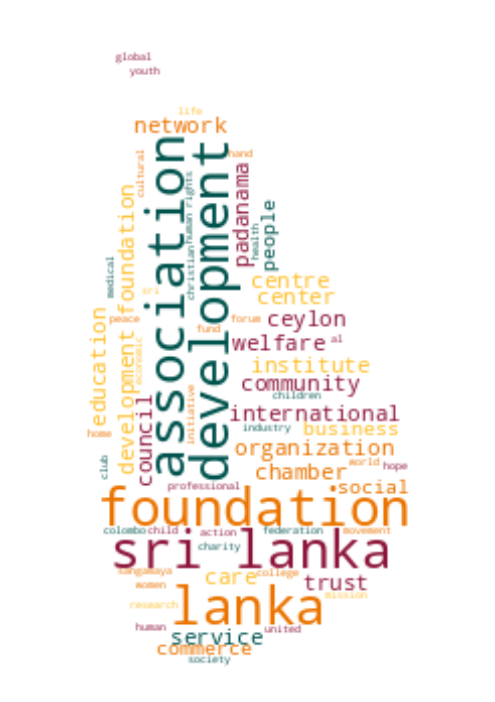 global
youth
life
network
association
development
hand
cultural
padanama
human rights
christian
people
health
foundation
medical
sri
centre
center
peace
fund
forum
ceylon
welfare
al
education
development
economic
institute
community
children
council
initiative
international
home
industry
business
organization
club
chamber
world
hope
professional
social
foundation
colombo
child
action
federation
movement
sri lanka
charity
sangamaya
care
college
trust
women
mission
research
lanka
human
united
service
commerce
society